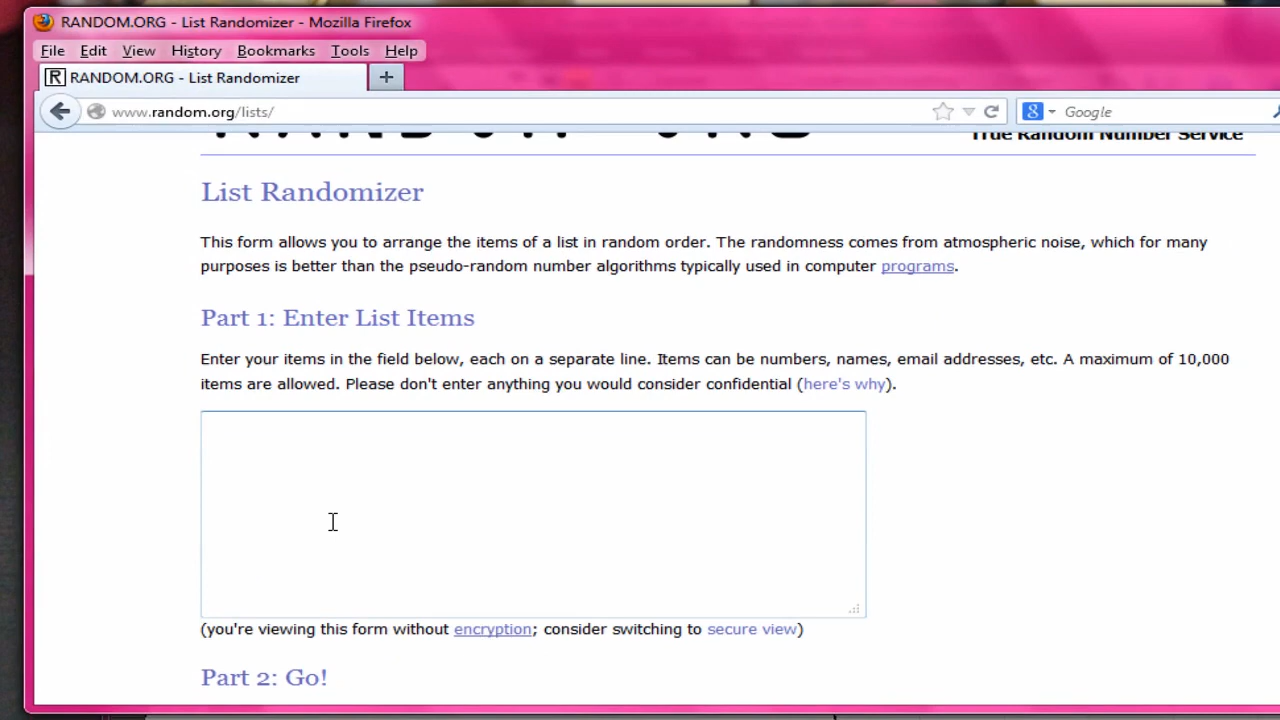 RANDOM.ORG - List Randomizer - Mozilla Firefox
File Edit View History Bookmarks Tools Help
RANDOM.ORG - List Randomizer
www.random.org/lists/
Google
True Random Number Service
List Randomizer
This form allows you to arrange the items of a list in random order. The randomness comes from atmospheric noise, which for many
purposes is better than the pseudo-random number algorithms typically used in computer programs.
Part 1: Enter List Items
Enter your items in the field below, each on a separate line. Items can be numbers, names, email addresses, etc. A maximum of 10,000
items are allowed. Please don't enter anything you would consider confidential (here's why).
(you're viewing this form without encryption; consider switching to secure view)
Part 2: Go!